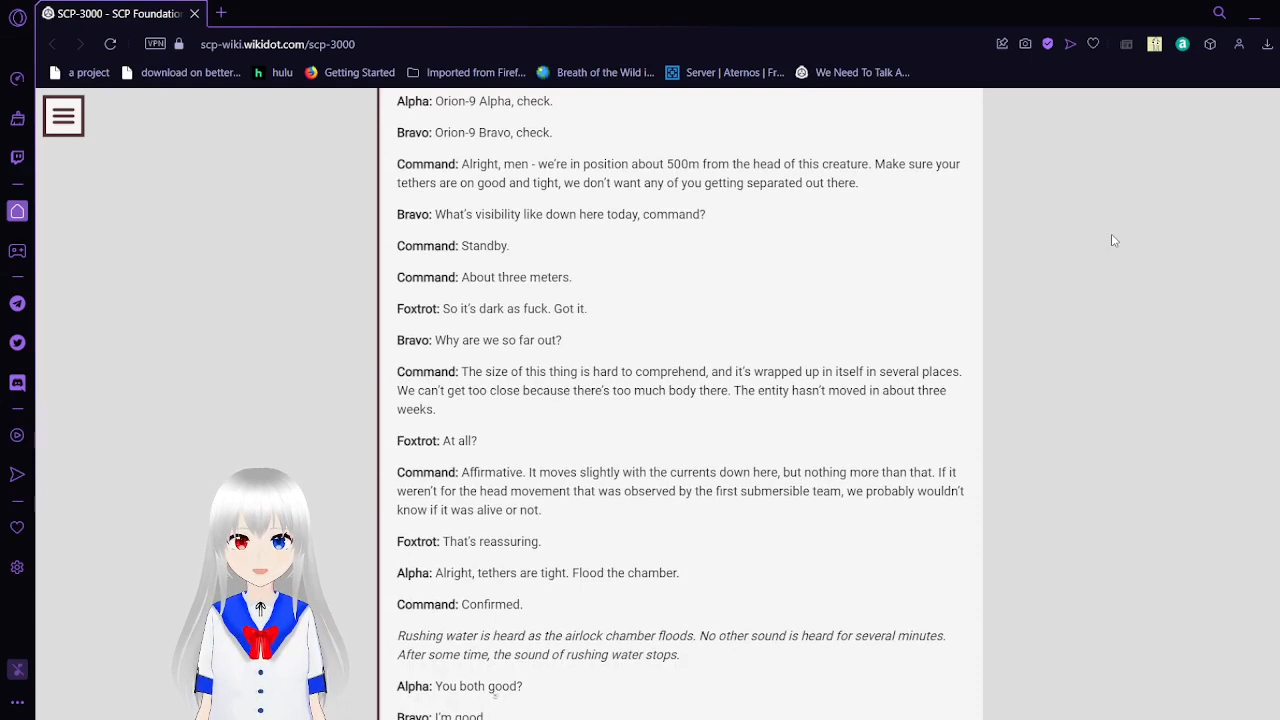 SCP-3000 - SCP Foundation
VPN
scp-wiki.wikidot.com/scp-3000
a project
download on better...
hulu
Getting Started
Imported from Firef...
Breath of the Wild i...
Server | Aternos | Fr...
We Need To Talk A...
Alpha: Orion-9 Alpha, check.
Bravo: Orion-9 Bravo, check.
Command: Alright, men - we're in position about 500m from the head of this creature. Make sure your
tethers are on good and tight, we don't want any of you getting separated out there.
Bravo: What's visibility like down here today, command?
Command: Standby.
Command: About three meters.
Foxtrot: So it's dark as fuck. Got it.
Bravo: Why are we so far out?
Command: The size of this thing is hard to comprehend, and it's wrapped up in itself in several places.
We can't get too close because there's too much body there. The entity hasn't moved in about three
weeks.
Foxtrot: At all?
Command: Affirmative. It moves slightly with the currents down here, but nothing more than that. If it
weren't for the head movement that was observed by the first submersible team, we probably wouldn't
know if it was alive or not.
Foxtrot: That's reassuring.
Alpha: Alright, tethers are tight. Flood the chamber.
Command: Confirmed.
Rushing water is heard as the airlock chamber floods. No other sound is heard for several minutes.
After some time, the sound of rushing water stops.
Alpha: You both good?
Bravo: I'm good.